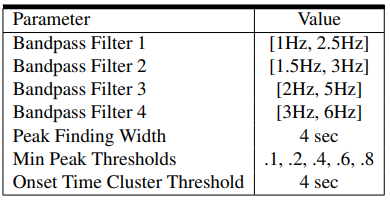 Parameter Value
Bandpass Filter 1 [1Hz, 2.5Hz]
Bandpass Filter 2 [1.5Hz, 3Hz]
Bandpass Filter 3 [2Hz, 5Hz]
Bandpass Filter 4 [3Hz, 6Hz]
Peak Finding Width 4 sec
Min Peak Thresholds .1, .2, .4, .6, .8
Onset Time Cluster Threshold 4 sec